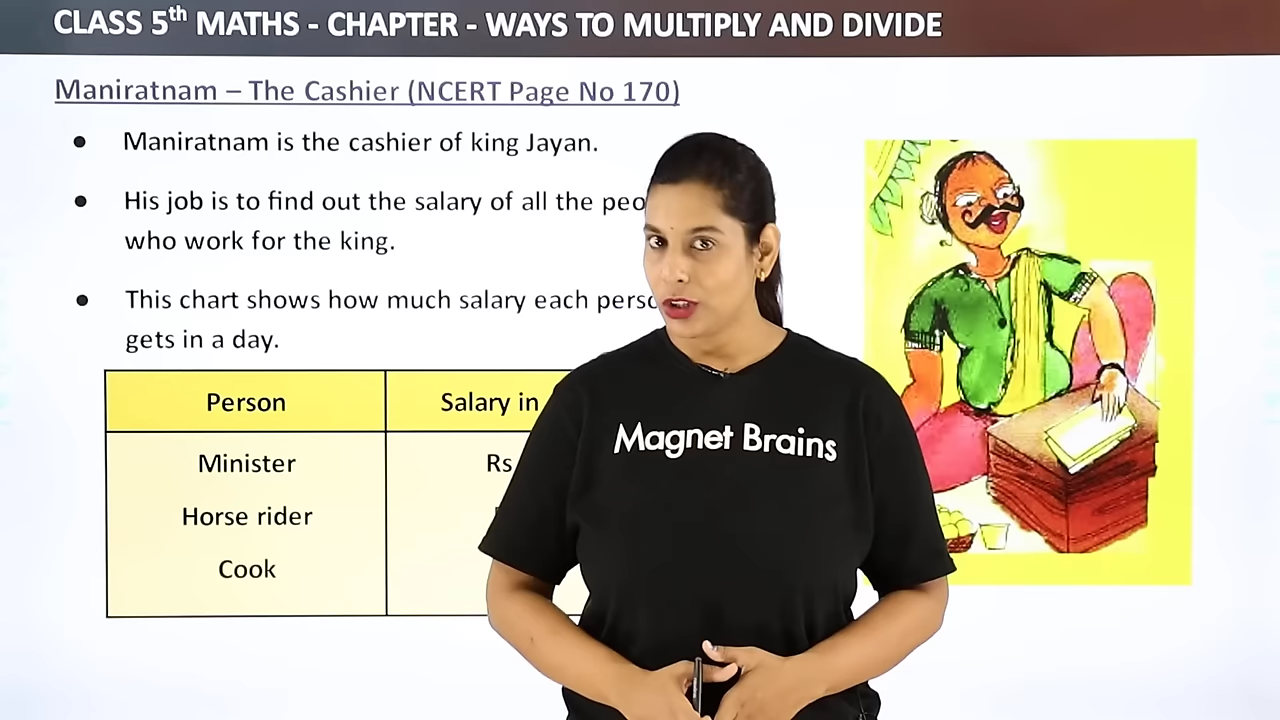 CLASS 5th MATHS - CHAPTER - WAYS TO MULTIPLY AND DIVIDE
Maniratnam – The Cashier (NCERT Page No 170)
● Maniratnam is the cashier of king Jayan.
● His job is to find out the salary of all the
who work for the king.
● This chart shows how much salary each
gets in a day.
Person Salary in
Minister Rs
Horse rider
Cook
Magnet Brains